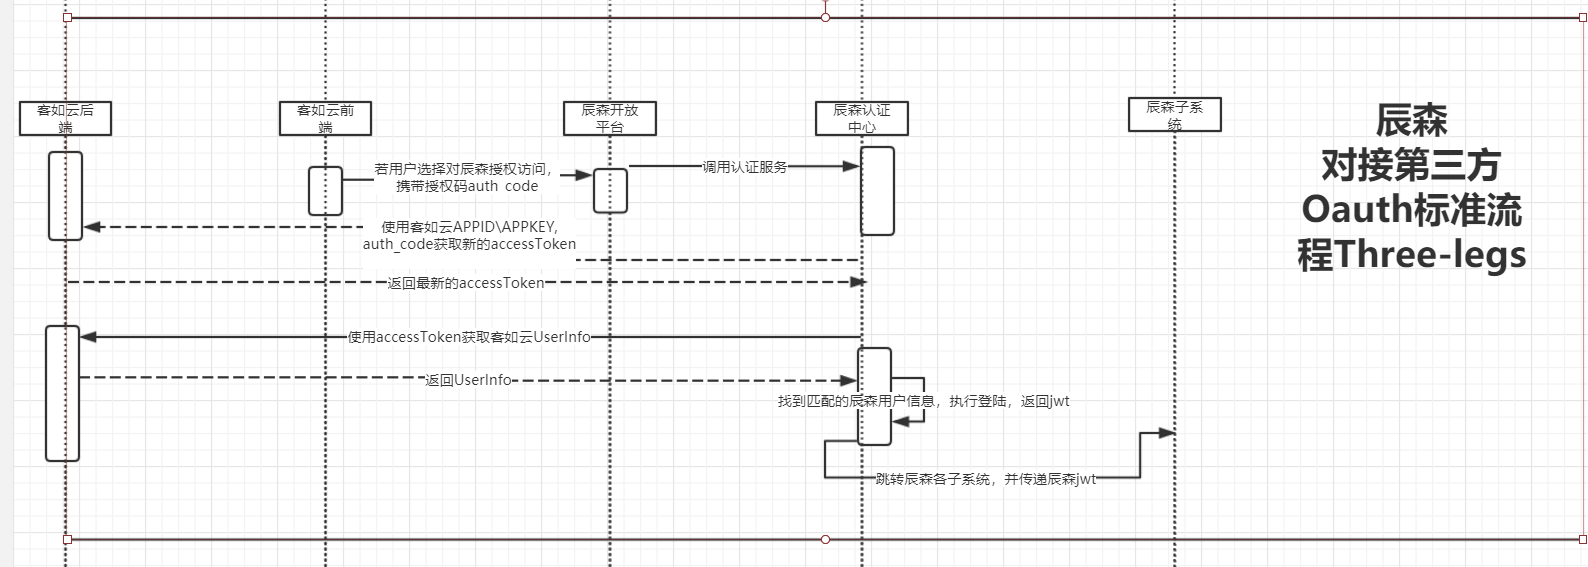 客如云后
端
客如云前
端
辰森开放
平台
辰森认证
中心
辰森子系
统
辰森
对接第三方
Oauth标准流
程Three-legs
若用户选择对辰森授权访问，
携带授权码auth_code
调用认证服务
使用客如云APPID\APPKEY,
auth_code获取新的accessToken
返回最新的accessToken
使用accessToken获取客如云UserInfo
返回UserInfo
找到匹配的辰森用户信息，执行登陆，返回jwt
跳转辰森各子系统，并传递辰森jwt